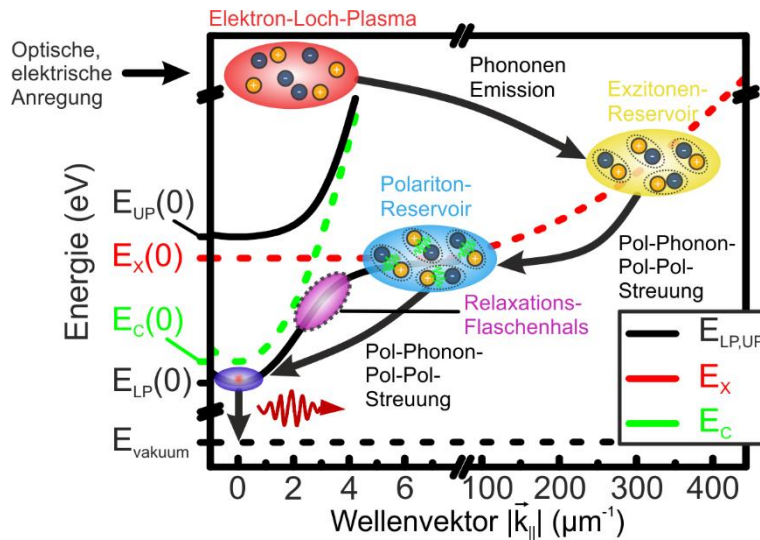 Elektron-Loch-Plasma
Optische,
elektrische
Anregung
Phononen
Emission
Exzitonen-
Reservoir
Polariton-
Reservoir
Energie (eV)
E_UP(0)
E_X(0)
E_C(0)
E_LP(0)
E_vakuum
Pol-Phonon-
Pol-Pol-
Streuung
Relaxations-
Flaschenhals
Pol-Phonon-
Pol-Pol-
Streuung
E_LP,UP
E_X
E_C
0 2 4 6 100 200 300 400
Wellenvektor |k⃗_||| (µm⁻¹)